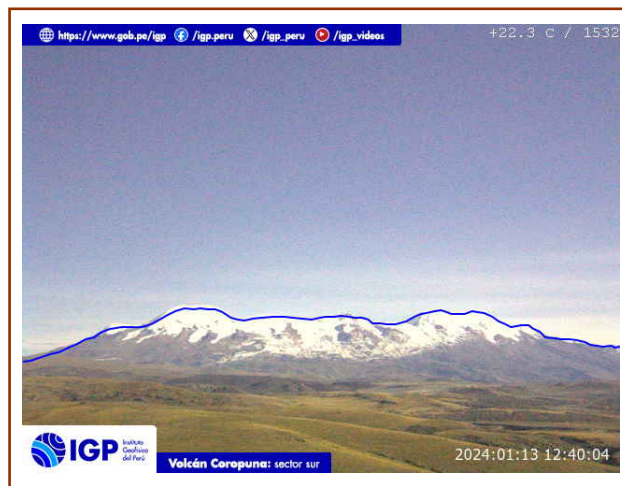 https://www.gob.pe/igp /igp.peru /igp_peru /igp_videos
+22.3 C / 1532
IGP
Instituto
Geofísico
del Perú
Volcán Coropuna: sector sur
2024:01:13 12:40:04